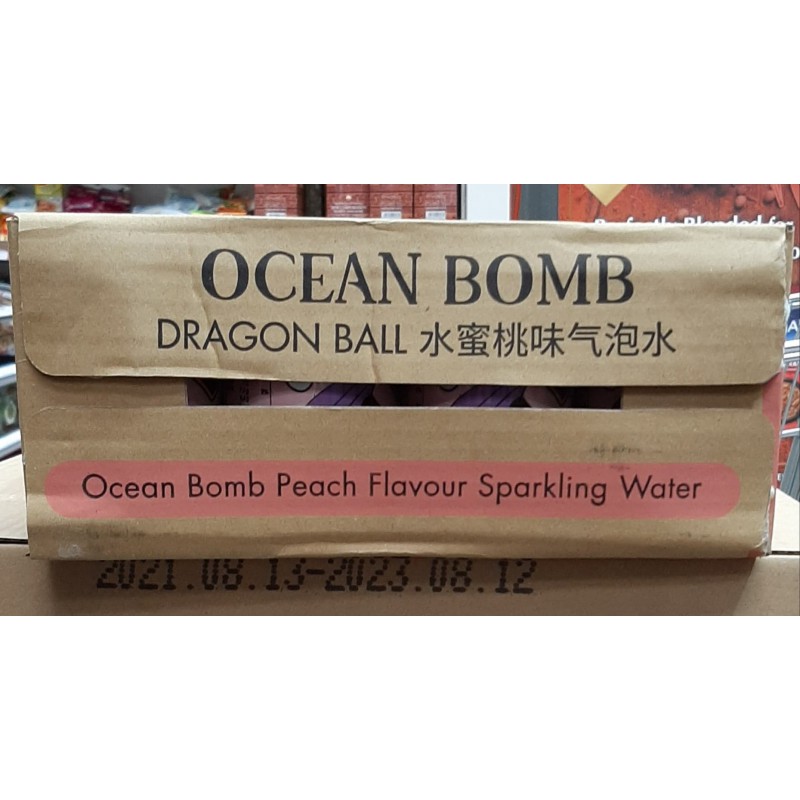 OCEAN BOMB
DRAGON BALL 水蜜桃味气泡水
Ocean Bomb Peach Flavour Sparkling Water
2021.08.13-2023.08.12